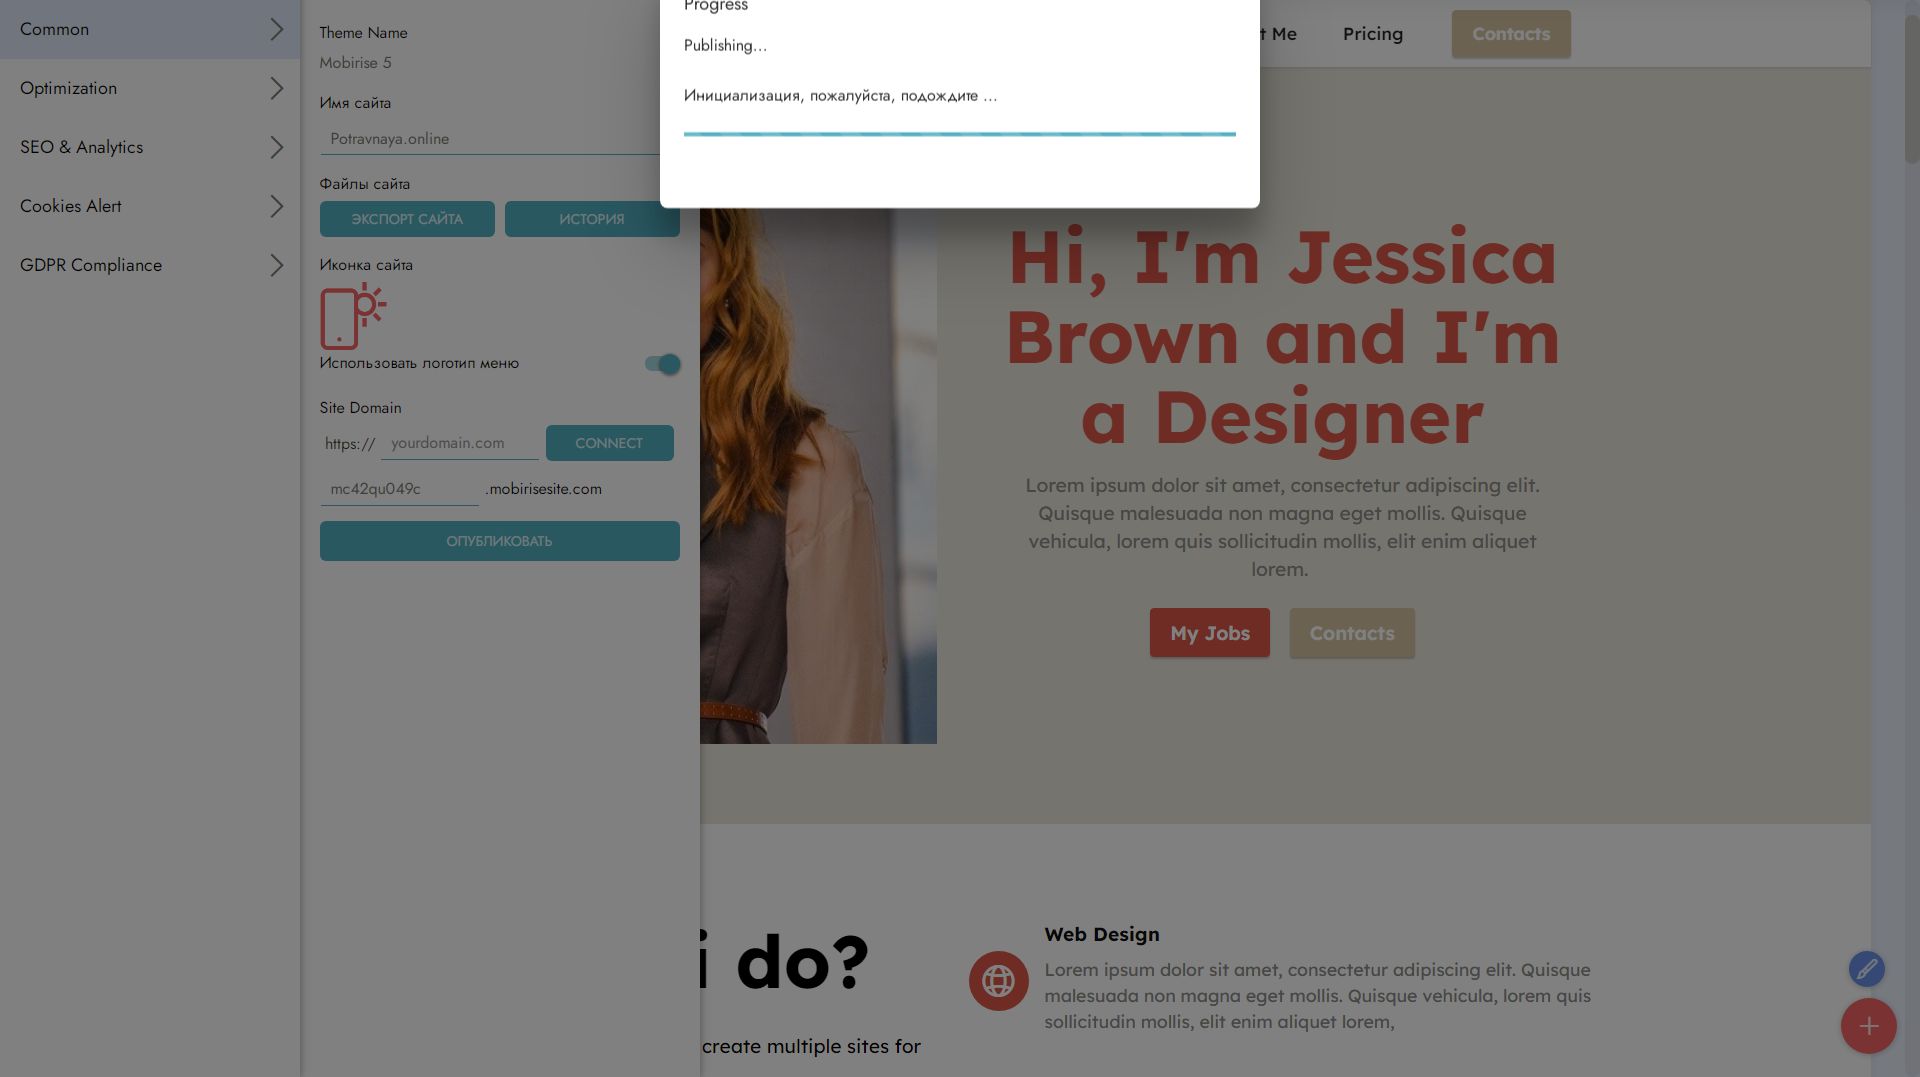 Common
Optimization
SEO & Analytics
Cookies Alert
GDPR Compliance
Theme Name
Mobirise 5
Имя сайта
Potravnaya.online
Файлы сайта
ЭКСПОРТ САЙТА
ИСТОРИЯ
Иконка сайта
Использовать логотип меню
Site Domain
https://
yourdomain.com
CONNECT
mc42qu049c
.mobirisesite.com
ОПУБЛИКОВАТЬ
Progress
Publishing...
Инициализация, пожалуйста, подождите ...
t Me
Pricing
Contacts
Hi, I'm Jessica
Brown and I'm
a Designer
Lorem ipsum dolor sit amet, consectetur adipiscing elit.
Quisque malesuada non magna eget mollis. Quisque
vehicula, lorem quis sollicitudin mollis, elit enim aliquet
lorem.
My Jobs
Contacts
i do?
create multiple sites for
Web Design
Lorem ipsum dolor sit amet, consectetur adipiscing elit. Quisque
malesuada non magna eget mollis. Quisque vehicula, lorem quis
sollicitudin mollis, elit enim aliquet lorem,